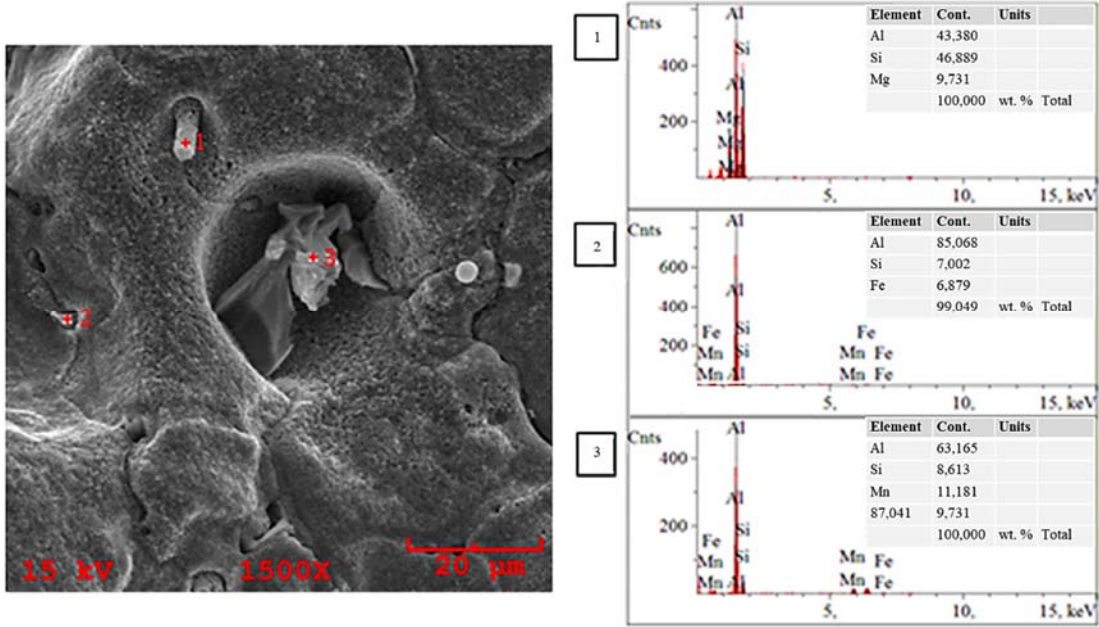 1
2
3
15 kV
1500X
20 μm
1
Cnts
400
200
Al
Si
Al
Mg
Mg
5,
10,
15, keV
Element Cont. Units
Al 43,380
Si 46,889
Mg 9,731
100,000 wt. % Total
2
Cnts
600
400
200
Al
Al
Si
Si
Al
Fe
Mn
Mn
Fe
Mn Fe
Mn Fe
5,
10,
15, keV
Element Cont. Units
Al 85,068
Si 7,002
Fe 6,879
99,049 wt. % Total
3
Cnts
400
200
Al
Al
Si
Si
Al
Fe
Mn
Mn
Mn Fe
Mn Fe
5,
10,
15, keV
Element Cont. Units
Al 63,165
Si 8,613
Mn 11,181
87,041 9,731
100,000 wt. % Total